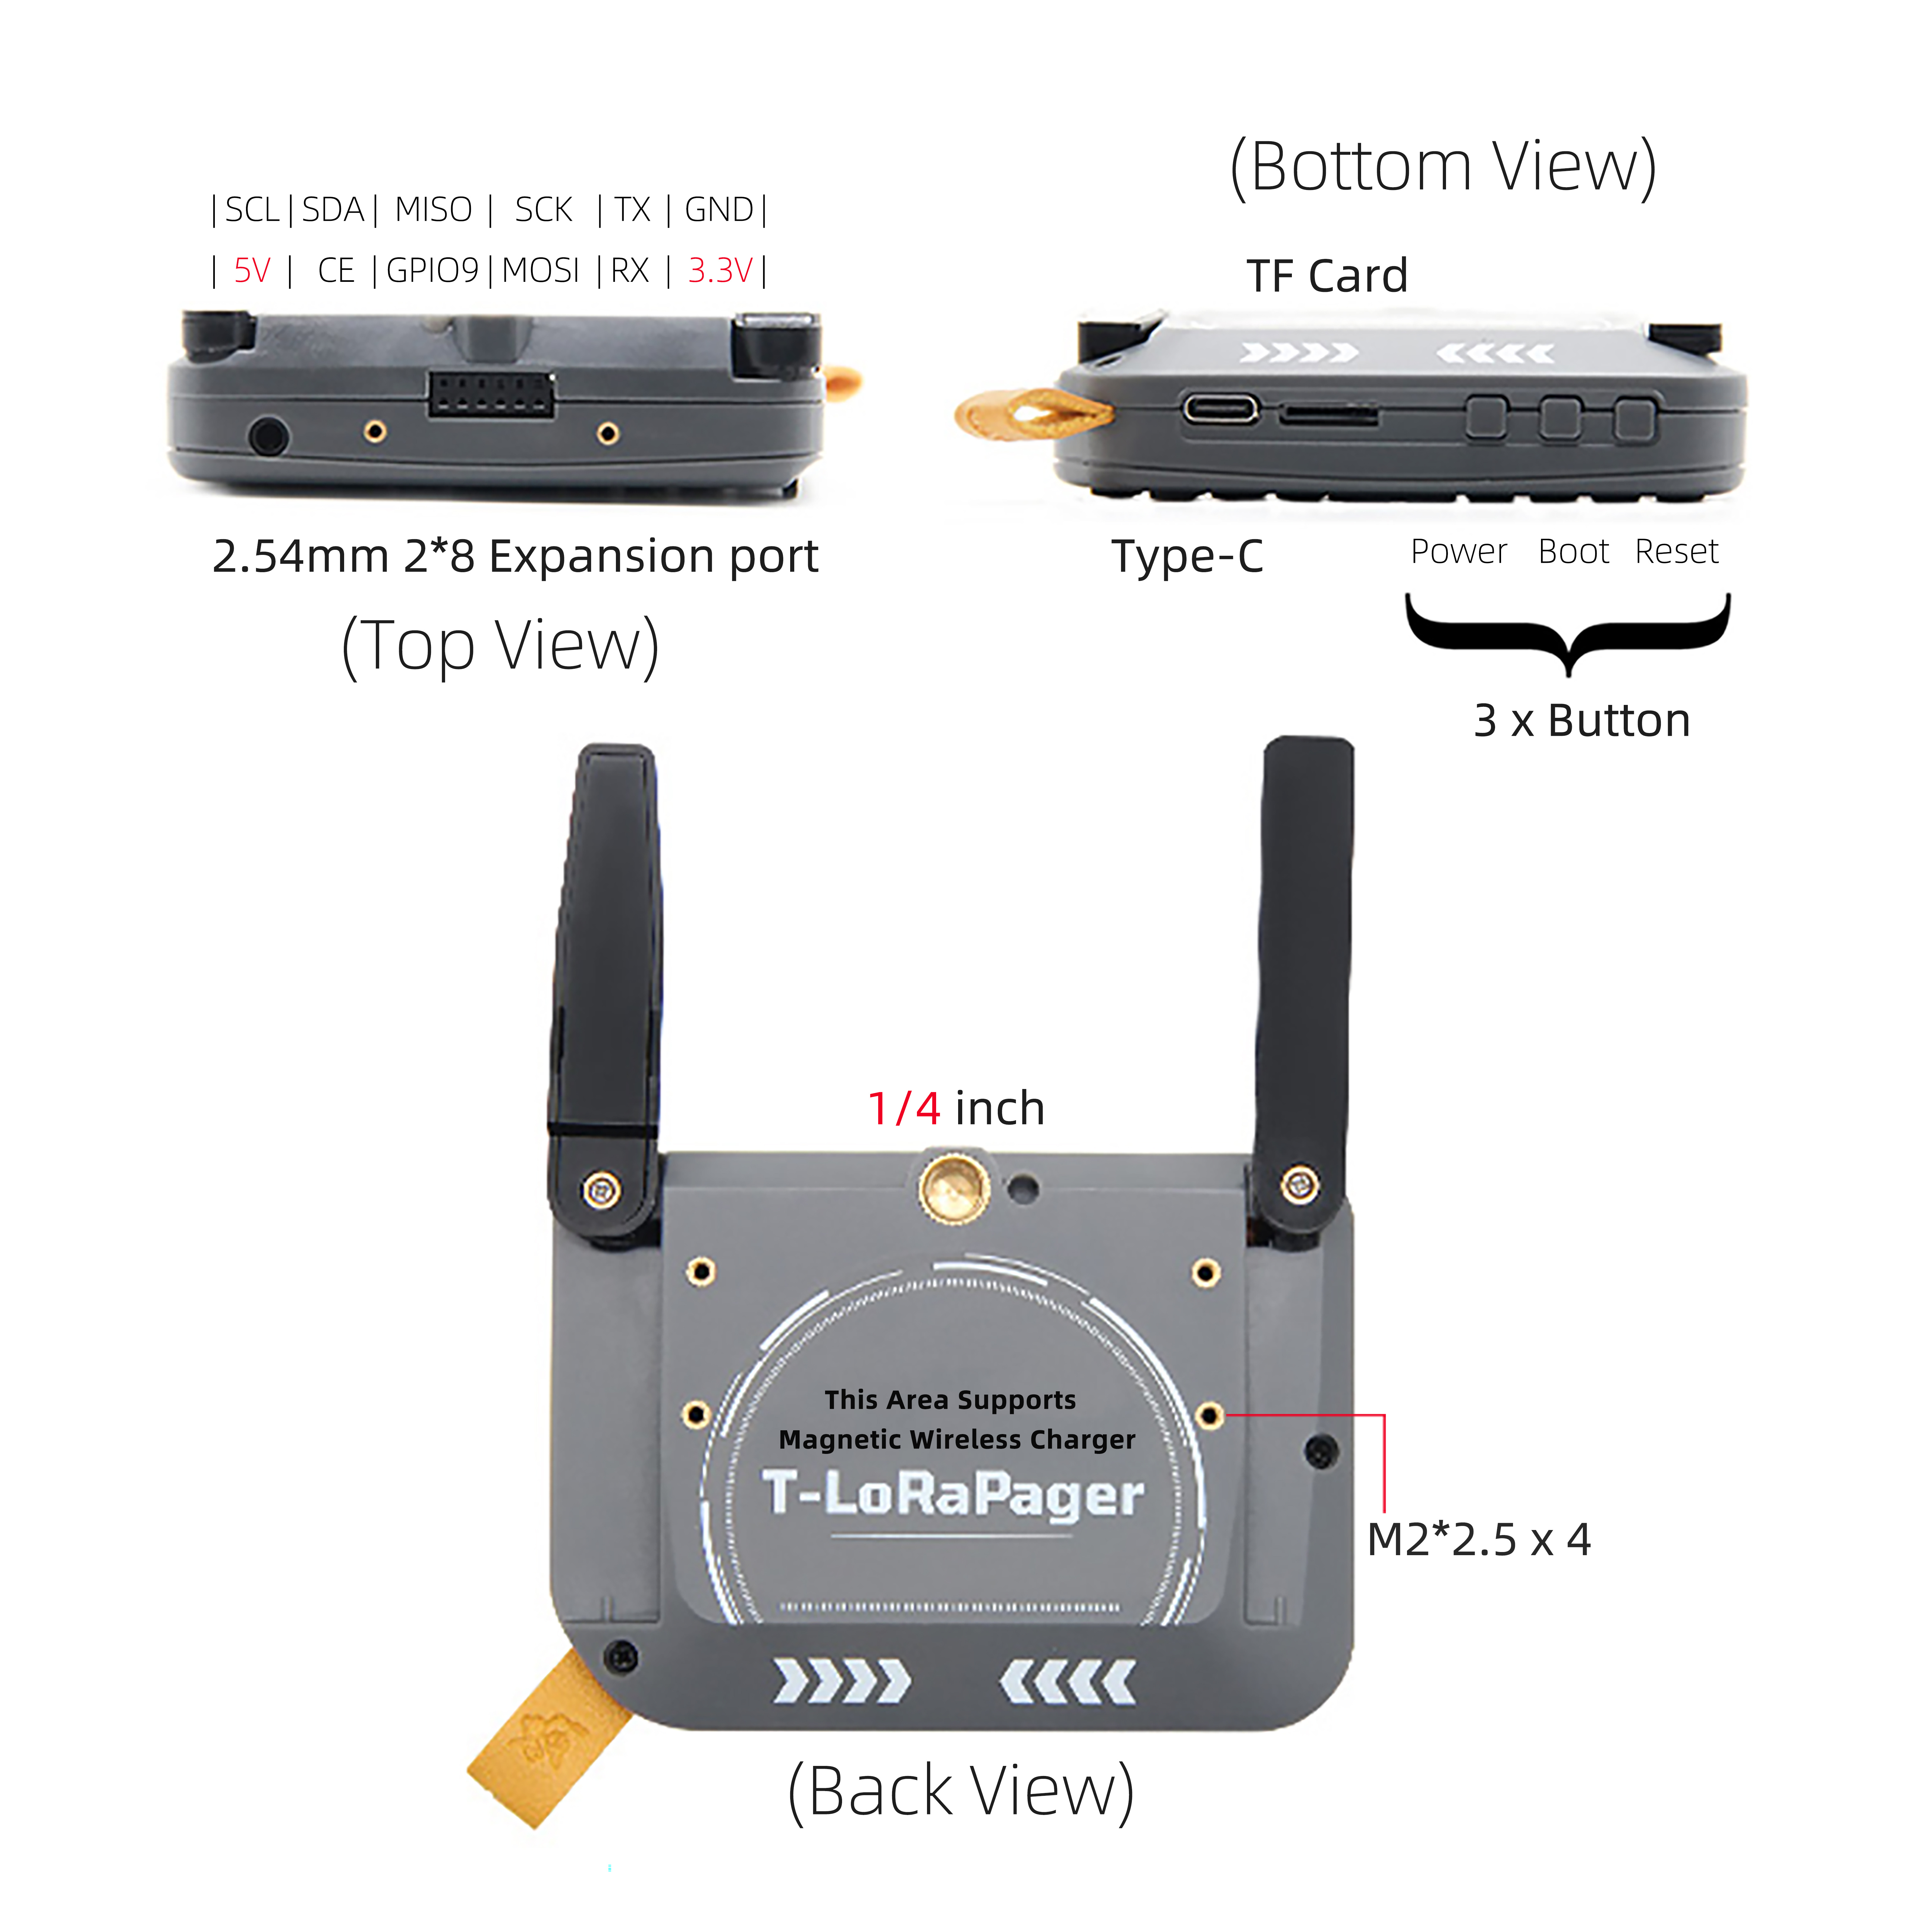 (Bottom View)
|SCL|SDA| MISO | SCK | TX | GND|
| 5V | CE |GPIO9|MOSI |RX | 3.3V|
TF Card
2.54mm 2*8 Expansion port
(Top View)
Type-C
Power Boot Reset
3 x Button
1/4 inch
This Area Supports
Magnetic Wireless Charger
T-LoRaPager
M2*2.5 x 4
(Back View)